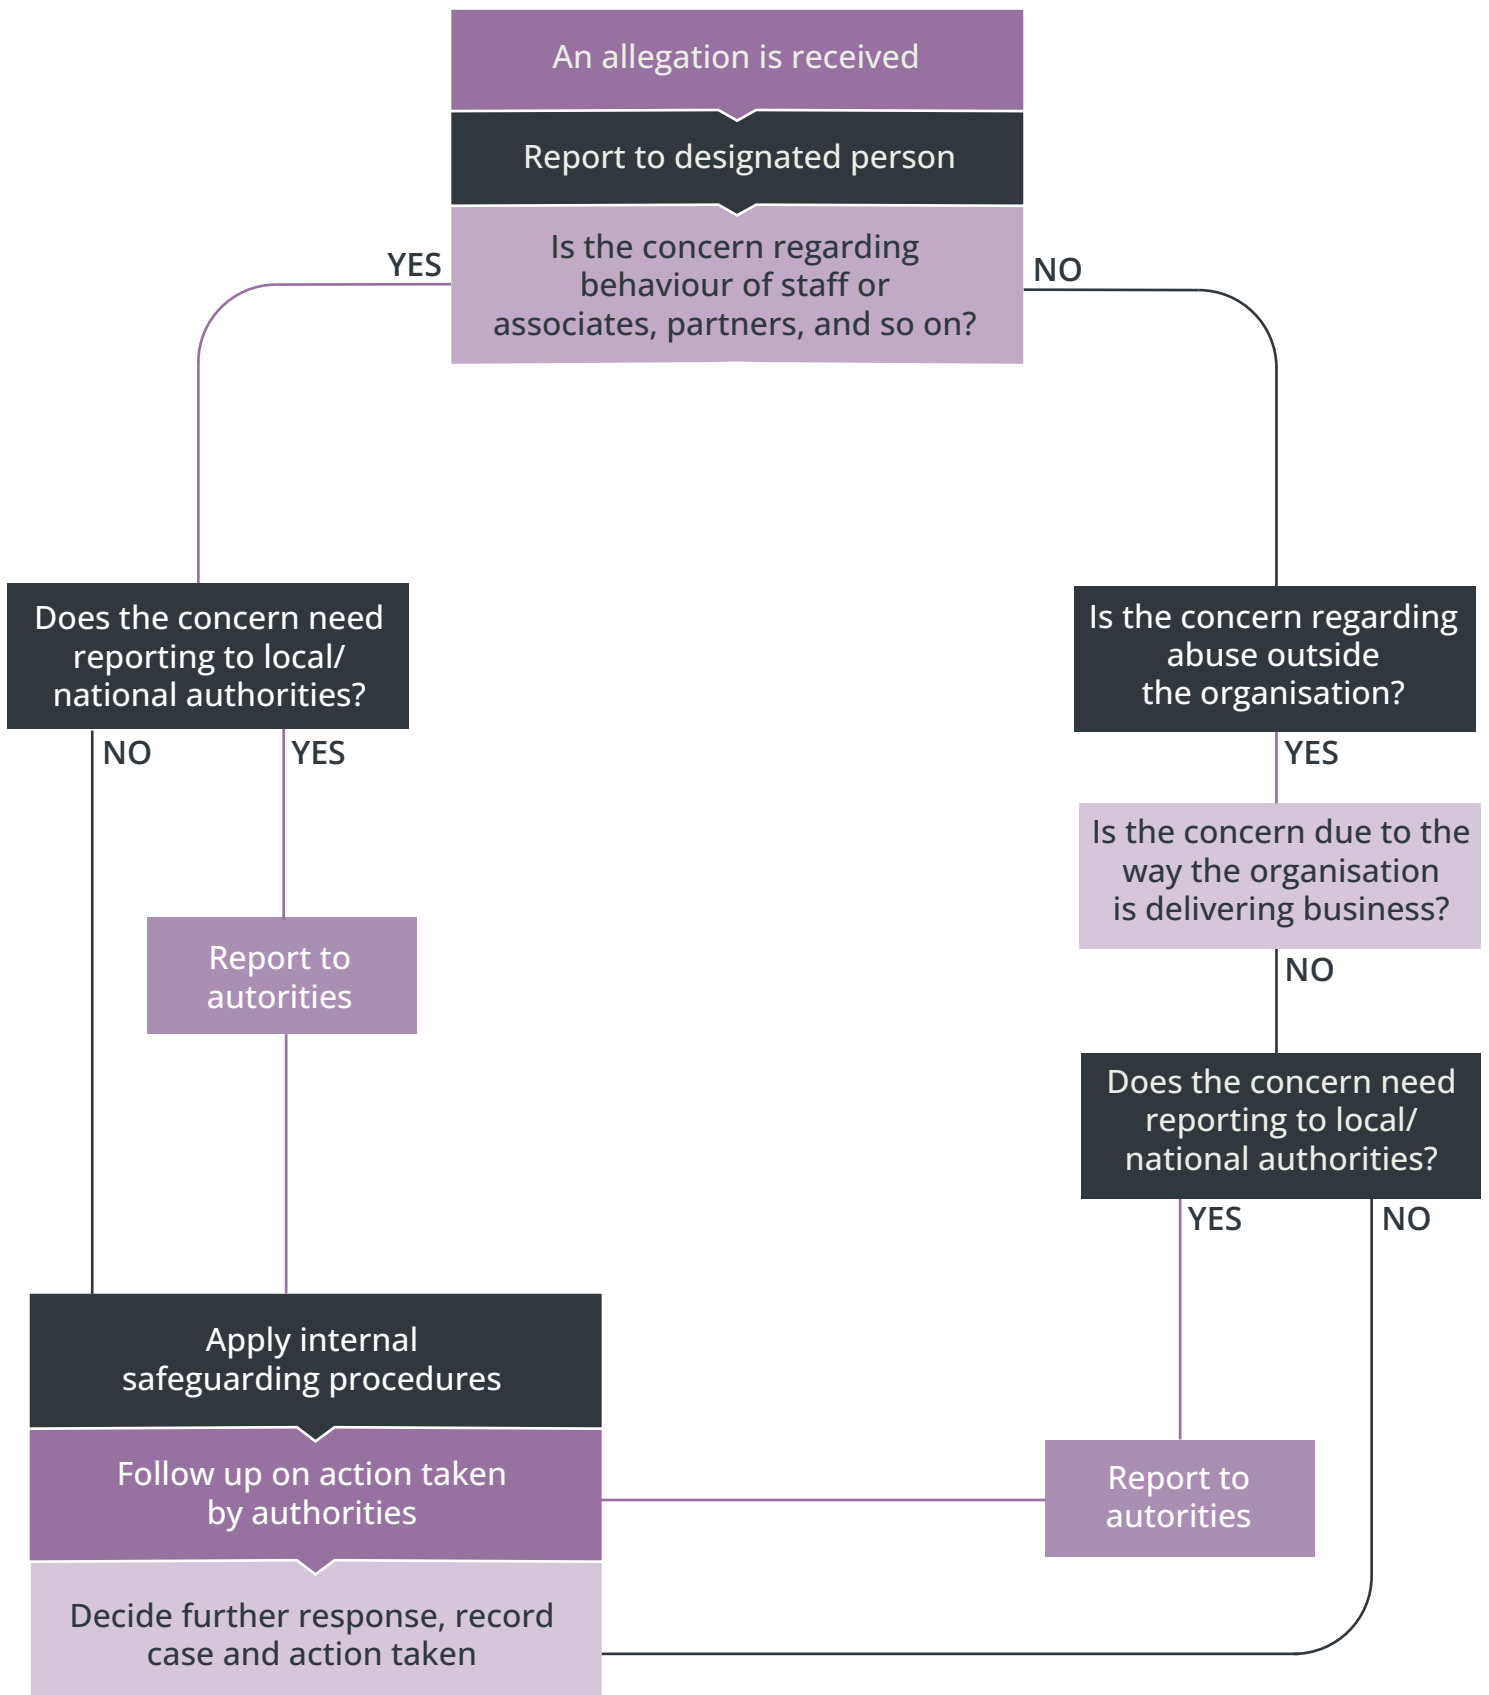 An allegation is received
Report to designated person
Is the concern regarding
behaviour of staff or
associates, partners, and so on?
YES
NO
Does the concern need
reporting to local/
national authorities?
NO
YES
Report to
autorities
Is the concern regarding
abuse outside
the organisation?
YES
Is the concern due to the
way the organisation
is delivering business?
NO
Does the concern need
reporting to local/
national authorities?
YES
NO
Report to
autorities
Apply internal
safeguarding procedures
Follow up on action taken
by authorities
Decide further response, record
case and action taken